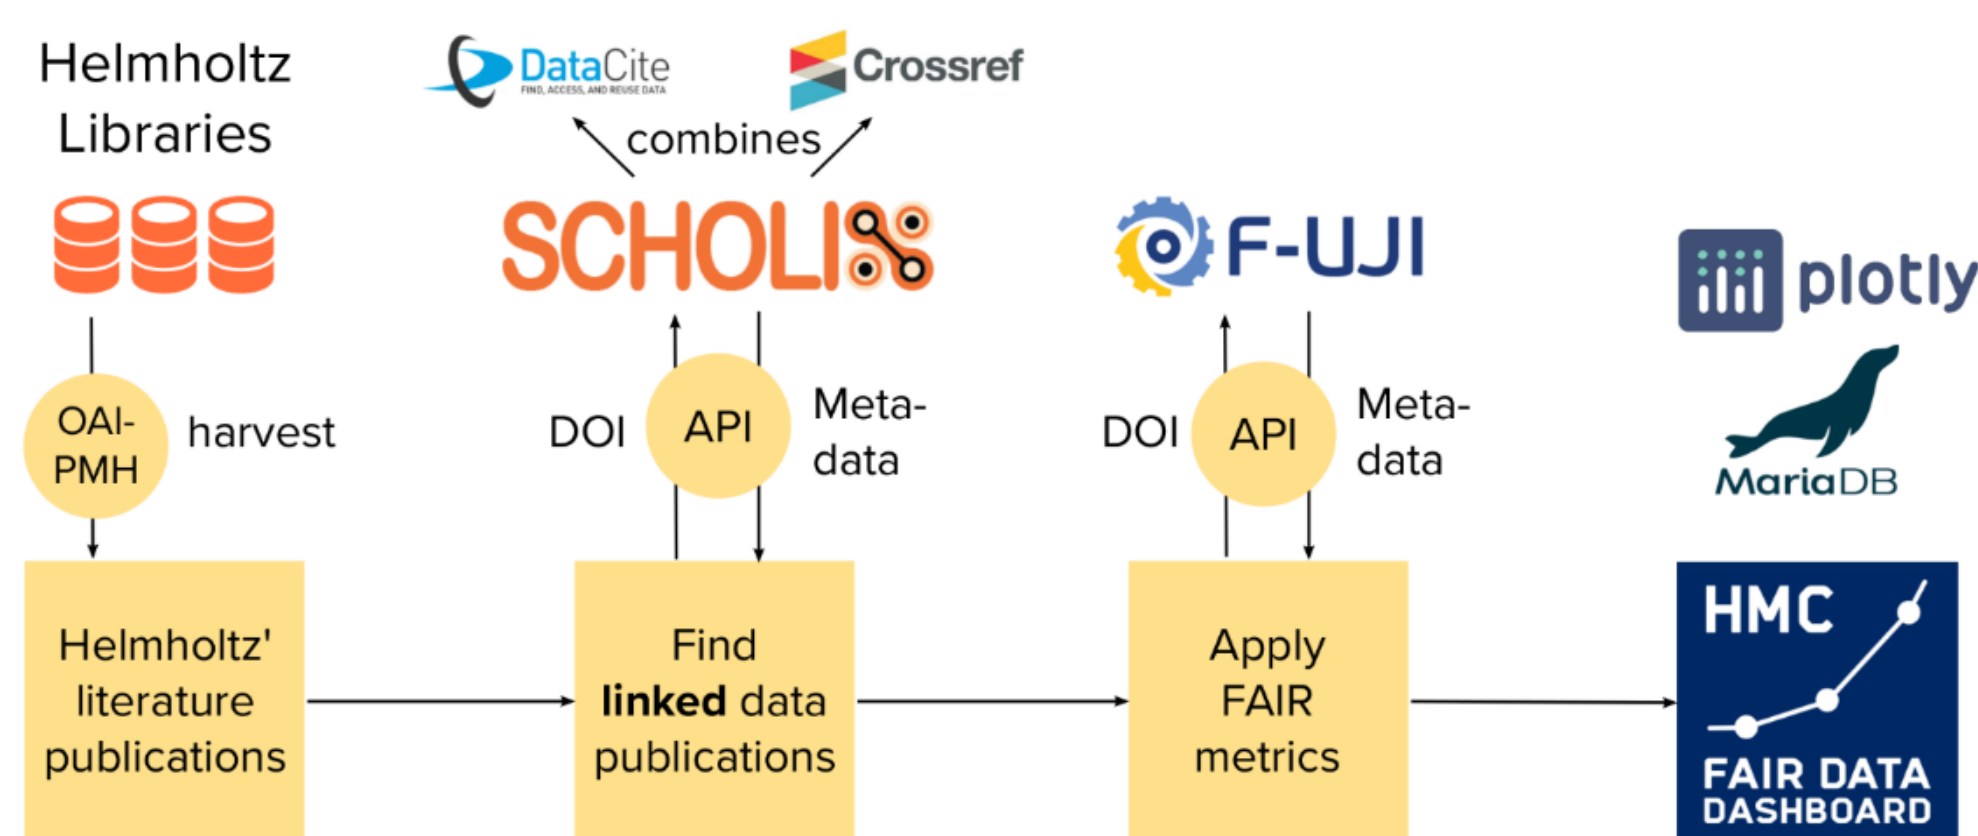 Helmholtz
Libraries
DataCite
FIND, ACCESS, AND REUSE DATA
Crossref
combines
SCHOLIX
F-UJI
plotly
MariaDB
OAI-
PMH
harvest
DOI
API
Meta-
data
DOI
API
Meta-
data
Helmholtz'
literature
publications
Find
linked data
publications
Apply
FAIR
metrics
HMC
FAIR DATA
DASHBOARD